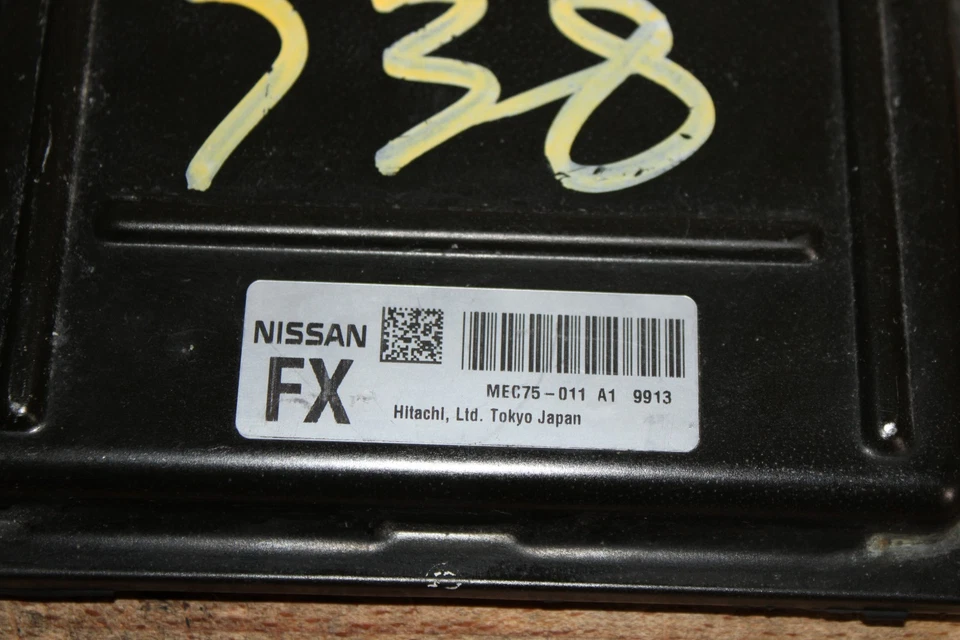 738
NISSAN
FX
MEC75-011 A1 9913
Hitachi, Ltd. Tokyo Japan